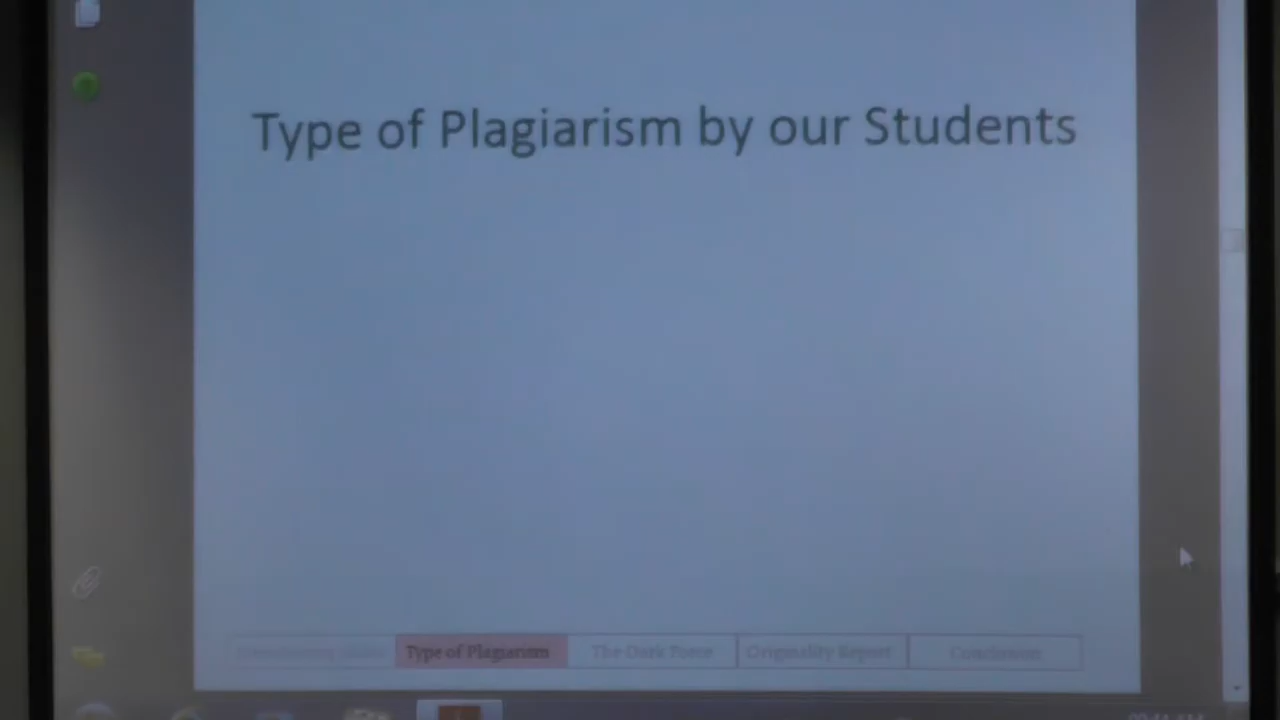 Type of Plagiarism by our Students
Type of Plagiarism
The Dark Force
Originality Report
Conclusion